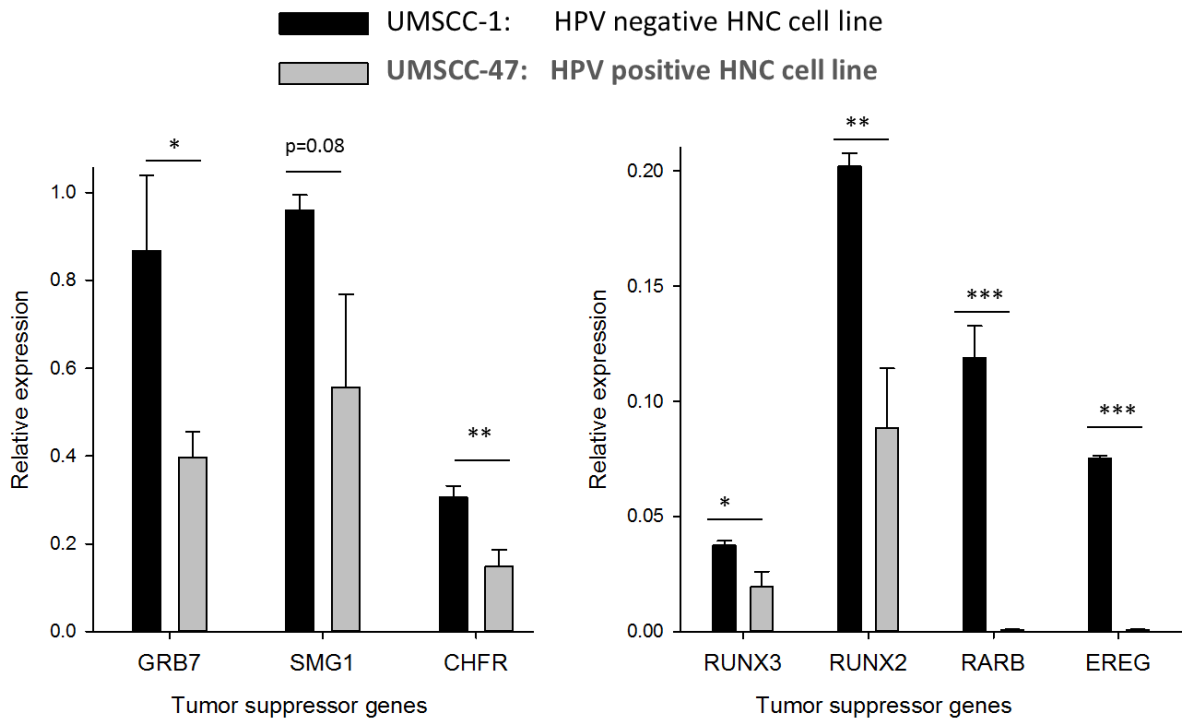 UMSCC-1: HPV negative HNC cell line
UMSCC-47: HPV positive HNC cell line
*
p=0.08
**
1.0
0.8
0.6
0.4
0.2
0.0
Relative expression
GRB7 SMG1 CHFR
Tumor suppressor genes
*
**
***
***
0.20
0.15
0.10
0.05
0.00
Relative expression
RUNX3 RUNX2 RARB EREG
Tumor suppressor genes